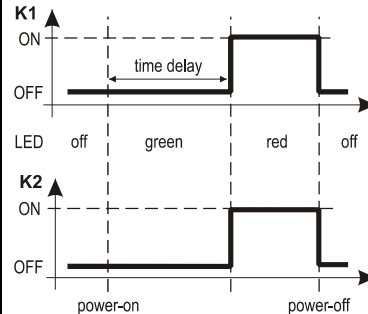 K1
ON
time delay
OFF
LED off green red off
K2
ON
OFF
power-on power-off